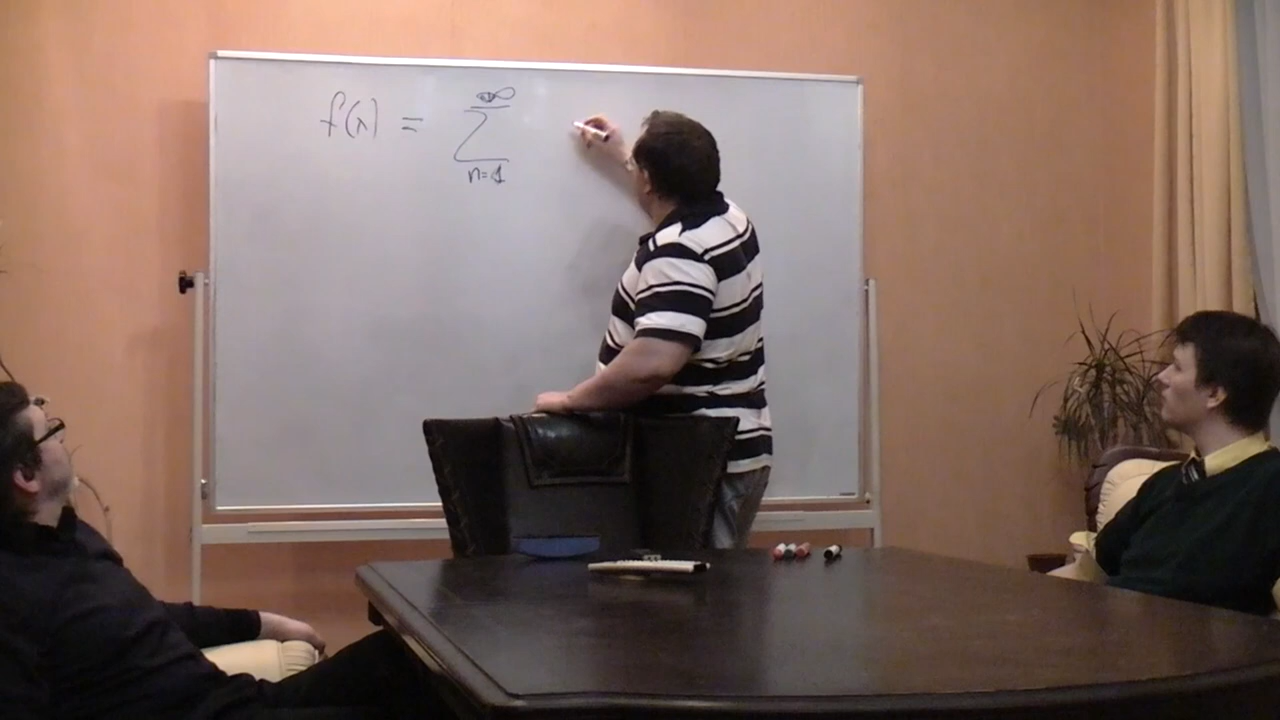 f(x) = ∑
∞
n=1